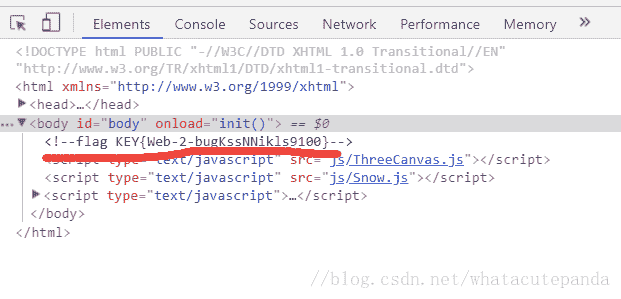 Elements Console Sources Network
<!DOCTYPE html PUBLIC "-//W3C//DTD XHTML 1.0 Transitional//EN"
"http://www.w3.org/TR/xhtml1/DTD/xhtml1-transitional.dtd">
<html xmlns="http://www.w3.org/1999/xhtml">
<head>…</head>
<body id="body" onload="init()"> == $0
<!--flag KEY{Web-2-bugKssNNikls9100}-->
<script type="text/javascript" src="js/ThreeCanvas.js"></script>
<script type="text/javascript" src="js/Snow.js"></script>
<script type="text/javascript">…</script>
</body>
</html>
//blog.csdn.net/whatacutepanda